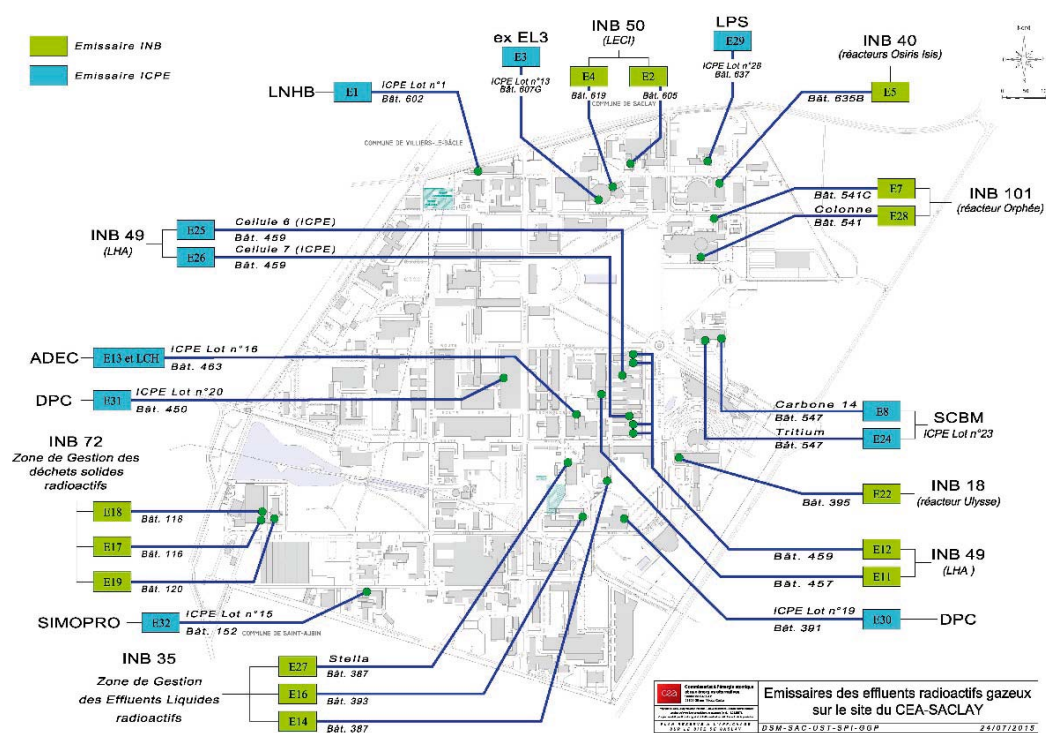 Emissaire INB
Emissaire ICPE
LNHB
E1
ICPE Lot n°1
Bât. 602
ex EL3
E3
ICPE Lot n°13
Bât. 607G
INB 50
(LECI)
E4
E2
Bât. 619
Bât. 605
COMMUNE DE SACLAY
LPS
E29
ICPE Lot n°26
Bât. 637
INB 40
(réacteurs Osiris Isis)
E5
Bât. 635B
COMMUNE DE VILLIERS-LE-BÂCLE
E7
Bât. 541C
Colonne
E28
Bât. 541
INB 101
(réacteur Orphée)
INB 49
(LHA)
E25
Cellule 6 (ICPE)
Bât. 459
E26
Cellule 7 (ICPE)
Bât. 459
ADEC
E13 et LCH
ICPE Lot n°16
Bât. 463
DPC
E31
ICPE Lot n°20
Bât. 450
Carbone 14
E8
Bât. 547
Tritium
E24
Bât. 547
SCBM
ICPE Lot n°23
INB 72
Zone de Gestion des
déchets solides
radioactifs
E18
Bât. 118
E17
Bât. 116
E19
Bât. 120
E22
Bât. 395
INB 18
(réacteur Ulysse)
Bât. 459
E12
Bât. 457
E11
INB 49
(LHA )
ICPE Lot n°19
E30
Bât. 391
DPC
SIMOPRO
E32
ICPE Lot n°15
Bât. 152
COMMUNE DE SAINT-AUBIN
INB 35
Zone de Gestion
des Effluents Liquides
radioactifs
E27
Stella
Bât. 387
E16
Bât. 393
E14
Bât. 387
cea
Emissaires des effluents radioactifs gazeux
sur le site du CEA-SACLAY
DSM-SAC-UST-SPI-GGP
24/07/2015